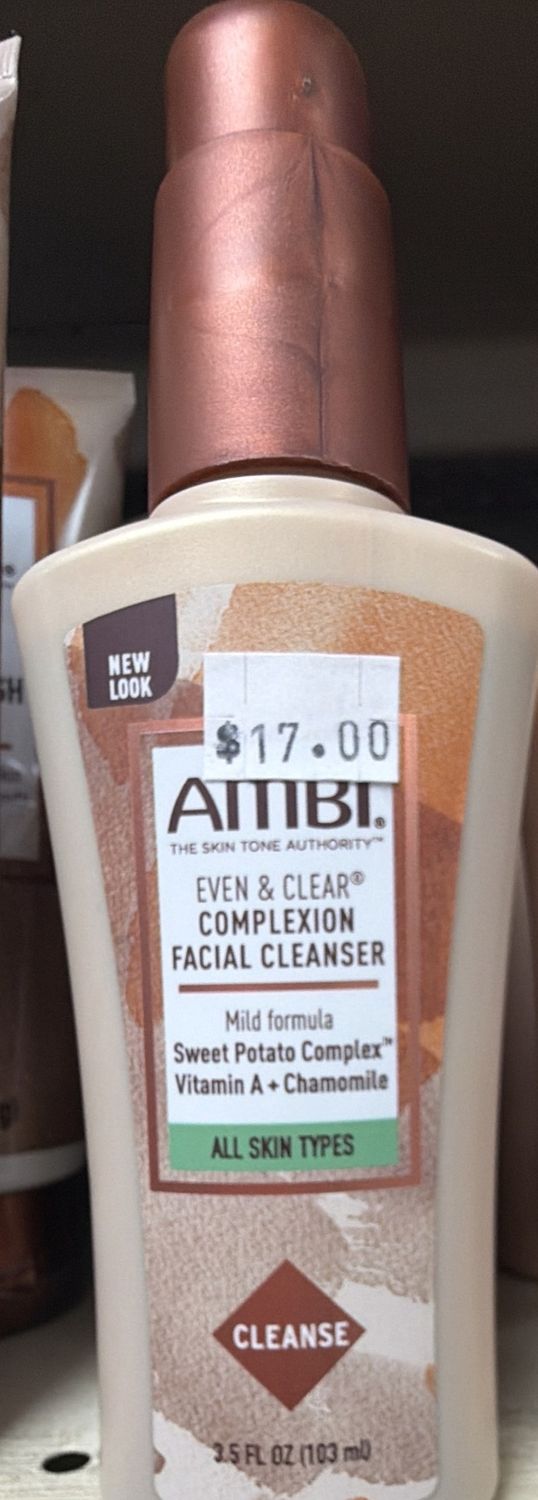 NEW
LOOK
$17.00
AMBI®
THE SKIN TONE AUTHORITY™
EVEN & CLEAR®
COMPLEXION
FACIAL CLEANSER
Mild formula
Sweet Potato Complex™
Vitamin A + Chamomile
ALL SKIN TYPES
CLEANSE
3.5 FL OZ (103 ml)